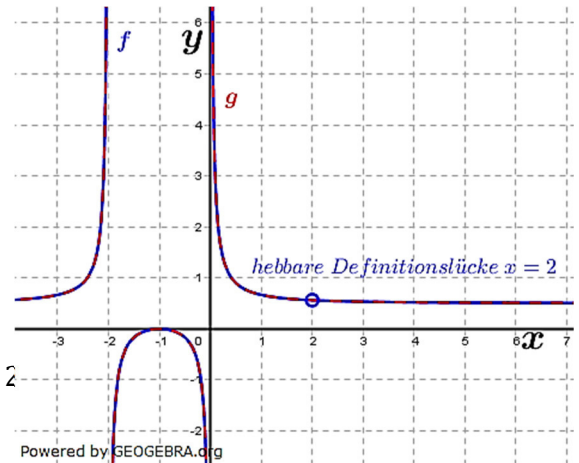 6
y
f
5
g
4
3
2
hebbare Definitionslücke x = 2
1
-3 -2 -1 0 1 2 3 4 5 6 7
x
2
-1
-2
Powered by GEOGEBRA.org